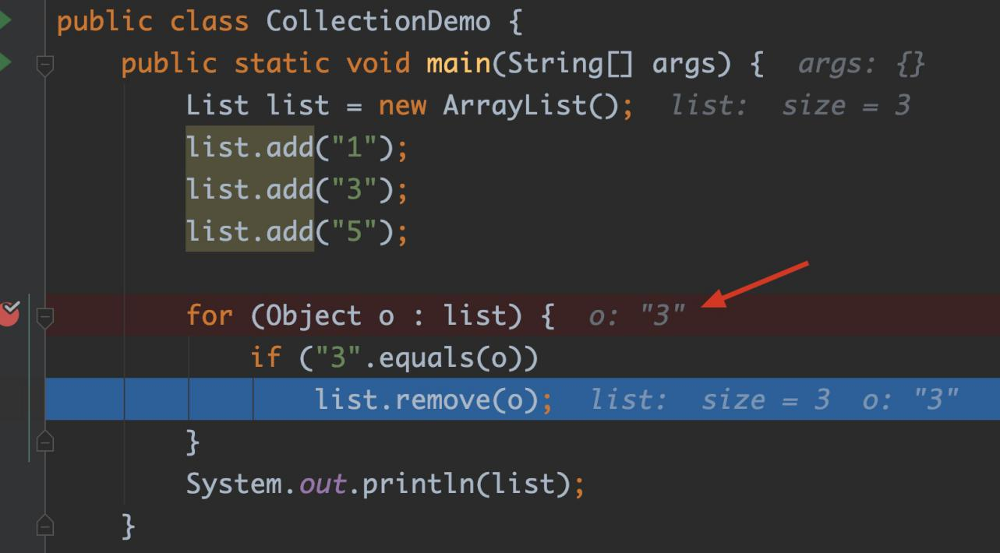 public class CollectionDemo {
    public static void main(String[] args) {  args: {}
        List list = new ArrayList();  list:  size = 3
        list.add("1");
        list.add("3");
        list.add("5");

        for (Object o : list) {  o: "3"
            if ("3".equals(o))
                list.remove(o);  list:  size = 3  o: "3"
        }
        System.out.println(list);
    }